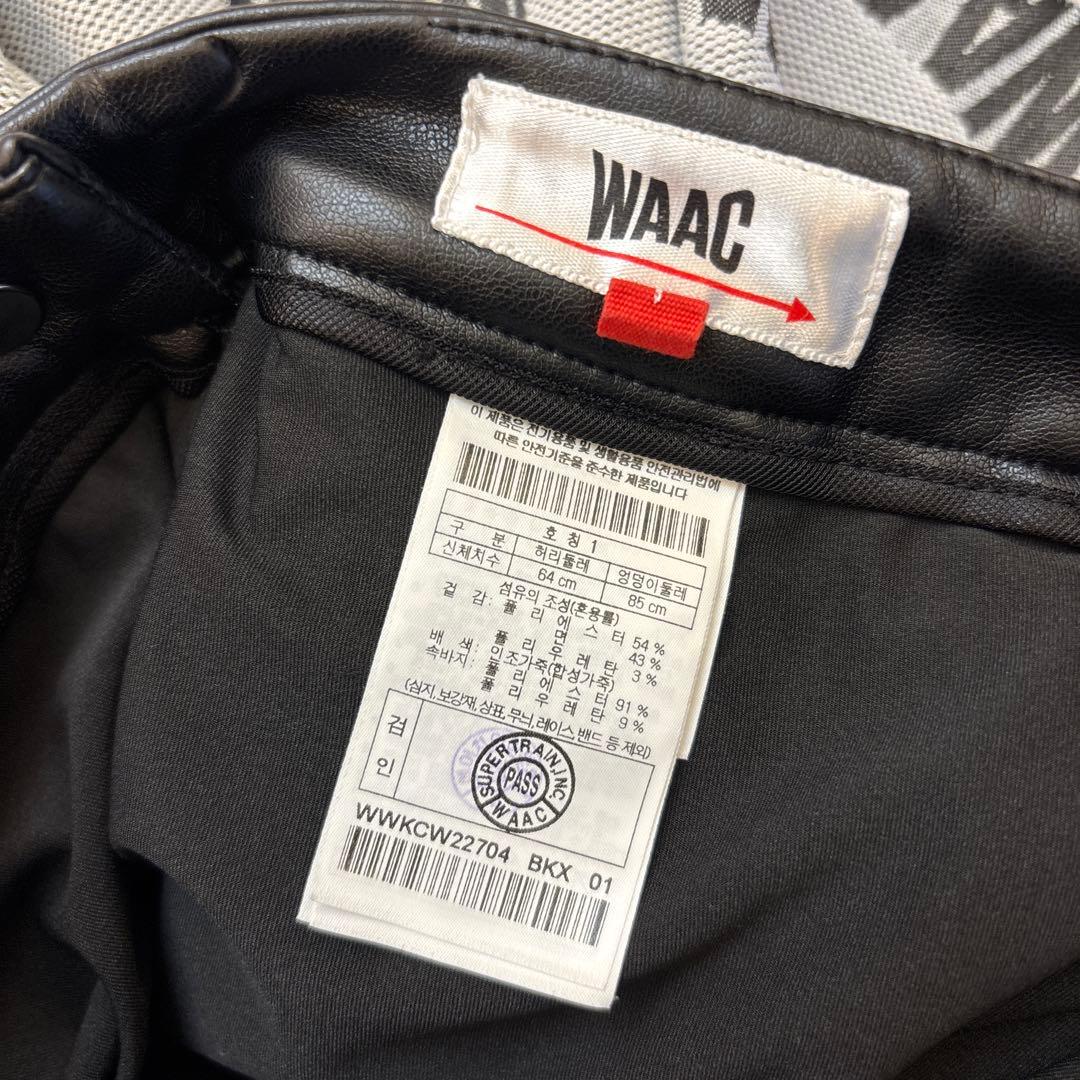 WAAC
이 제품은 전기용품 및 생활용품 안전관리법에
따른 안전기준을 준수한 제품입니다
구 분 호 칭 1
신체치수 허리둘레 엉덩이둘레
64 cm 85 cm
섬유의 조성(혼용률)
겉 감: 폴 리 에 스 터 54 %
면 43 %
폴 리 우 레 탄 3 %
배 색: 인조가죽(합성가죽)
속바지: 폴 리 에 스 터 91 %
폴 리 우 레 탄 9 %
(심지,보강재,상표,무늬,레이스,밴드 등 제외)
검
인
SUPERTRAIN,INC.
PASS
WAAC
WWKCW22704 BKX 01